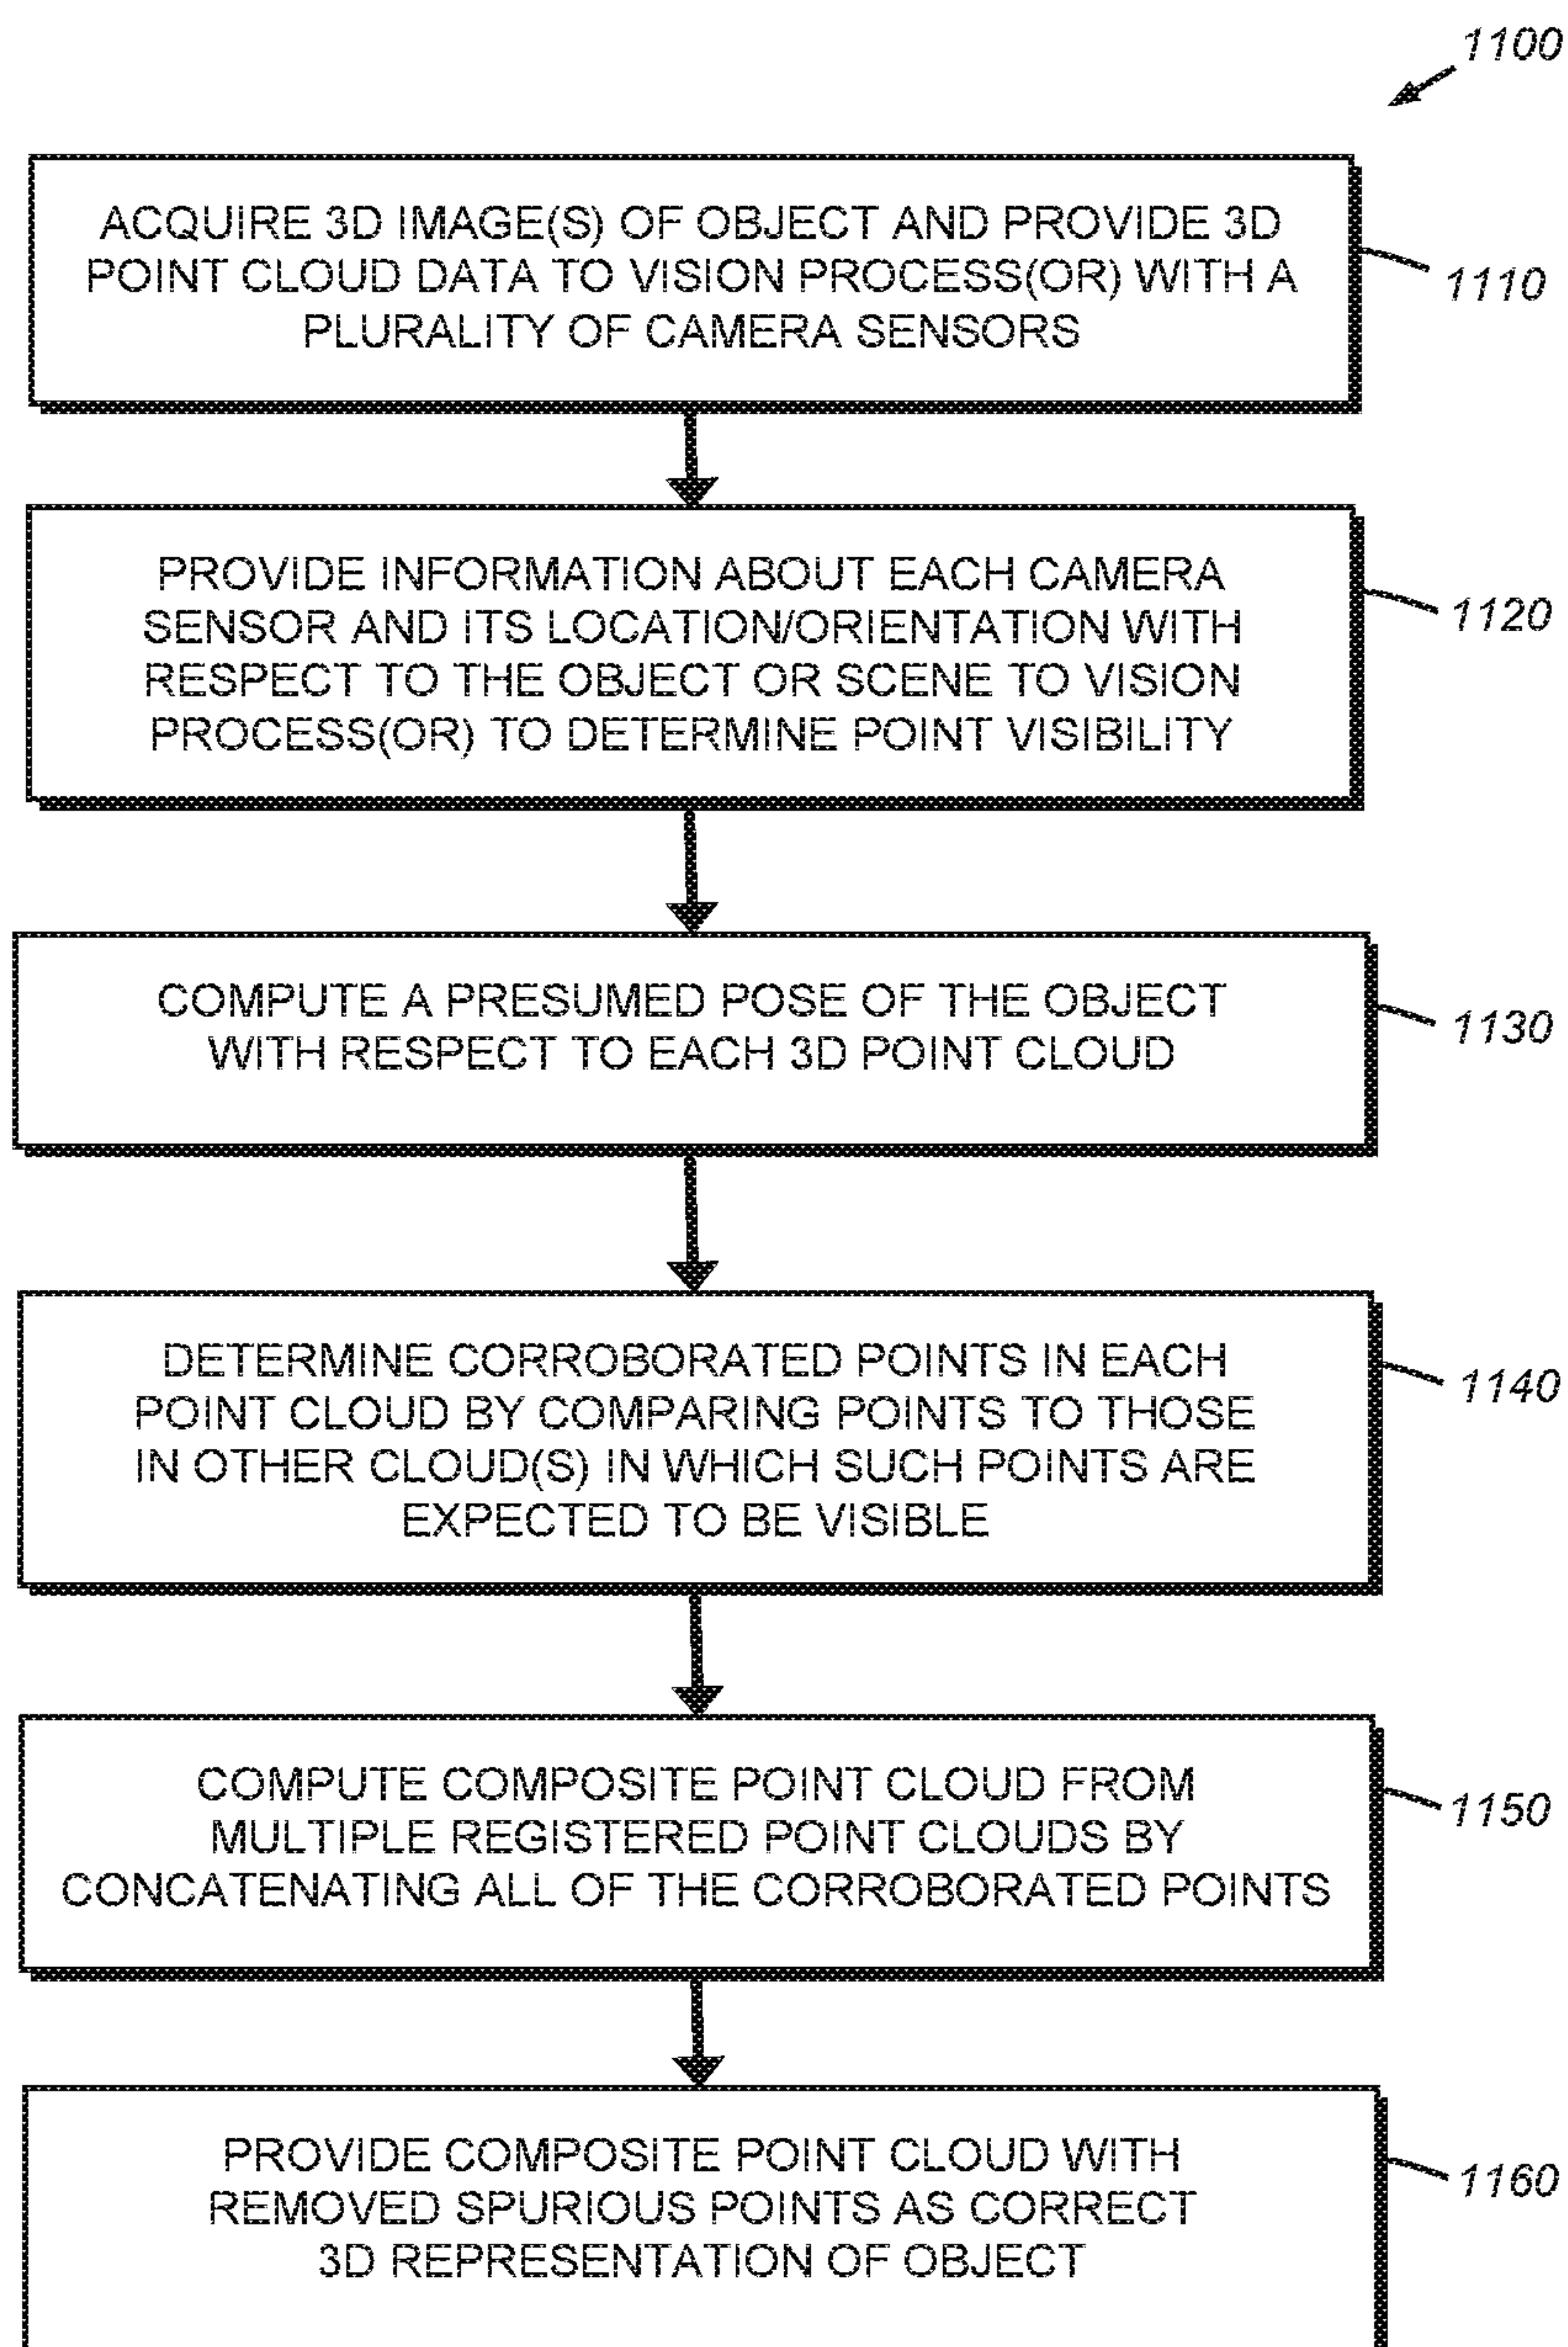 1100
ACQUIRE 3D IMAGE(S) OF OBJECT AND PROVIDE 3D
POINT CLOUD DATA TO VISION PROCESS(OR) WITH A
PLURALITY OF CAMERA SENSORS
1110
PROVIDE INFORMATION ABOUT EACH CAMERA
SENSOR AND ITS LOCATION/ORIENTATION WITH
RESPECT TO THE OBJECT OR SCENE TO VISION
PROCESS(OR) TO DETERMINE POINT VISIBILITY
1120
COMPUTE A PRESUMED POSE OF THE OBJECT
WITH RESPECT TO EACH 3D POINT CLOUD
1130
DETERMINE CORROBORATED POINTS IN EACH
POINT CLOUD BY COMPARING POINTS TO THOSE
IN OTHER CLOUD(S) IN WHICH SUCH POINTS ARE
EXPECTED TO BE VISIBLE
1140
COMPUTE COMPOSITE POINT CLOUD FROM
MULTIPLE REGISTERED POINT CLOUDS BY
CONCATENATING ALL OF THE CORROBORATED POINTS
1150
PROVIDE COMPOSITE POINT CLOUD WITH
REMOVED SPURIOUS POINTS AS CORRECT
3D REPRESENTATION OF OBJECT
1160